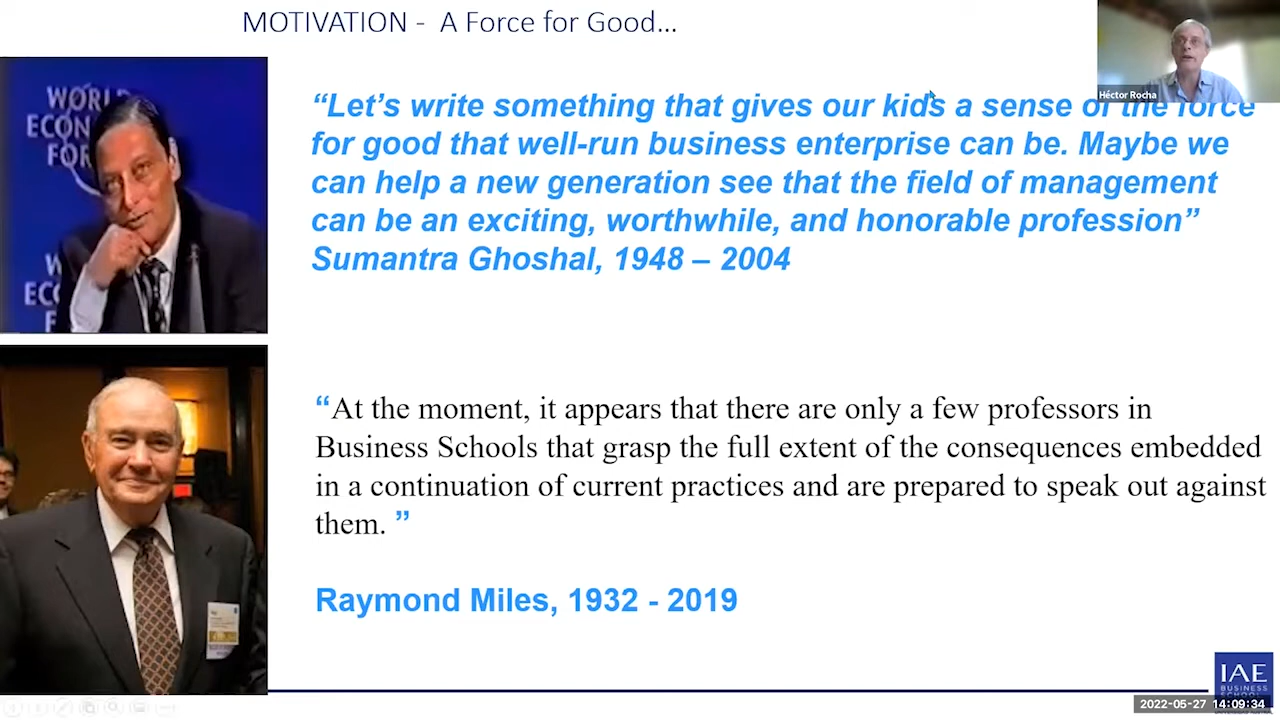 MOTIVATION - A Force for Good...
Héctor Rocha
“Let’s write something that gives our kids a sense of the force
for good that well-run business enterprise can be. Maybe we
can help a new generation see that the field of management
can be an exciting, worthwhile, and honorable profession”
Sumantra Ghoshal, 1948 – 2004
WORLD
ECON
FOR
W
ECO
F
“At the moment, it appears that there are only a few professors in
Business Schools that grasp the full extent of the consequences embedded
in a continuation of current practices and are prepared to speak out against
them. ”
Raymond Miles, 1932 - 2019
IAE
BUSINESS
SCHOOL
2022-05-27 14:09:34